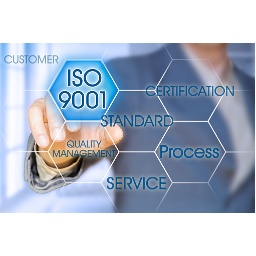 CUSTOMER
ISO
9001
CERTIFICATION
STANDARD
QUALITY
MANAGEMENT
Process
SERVICE